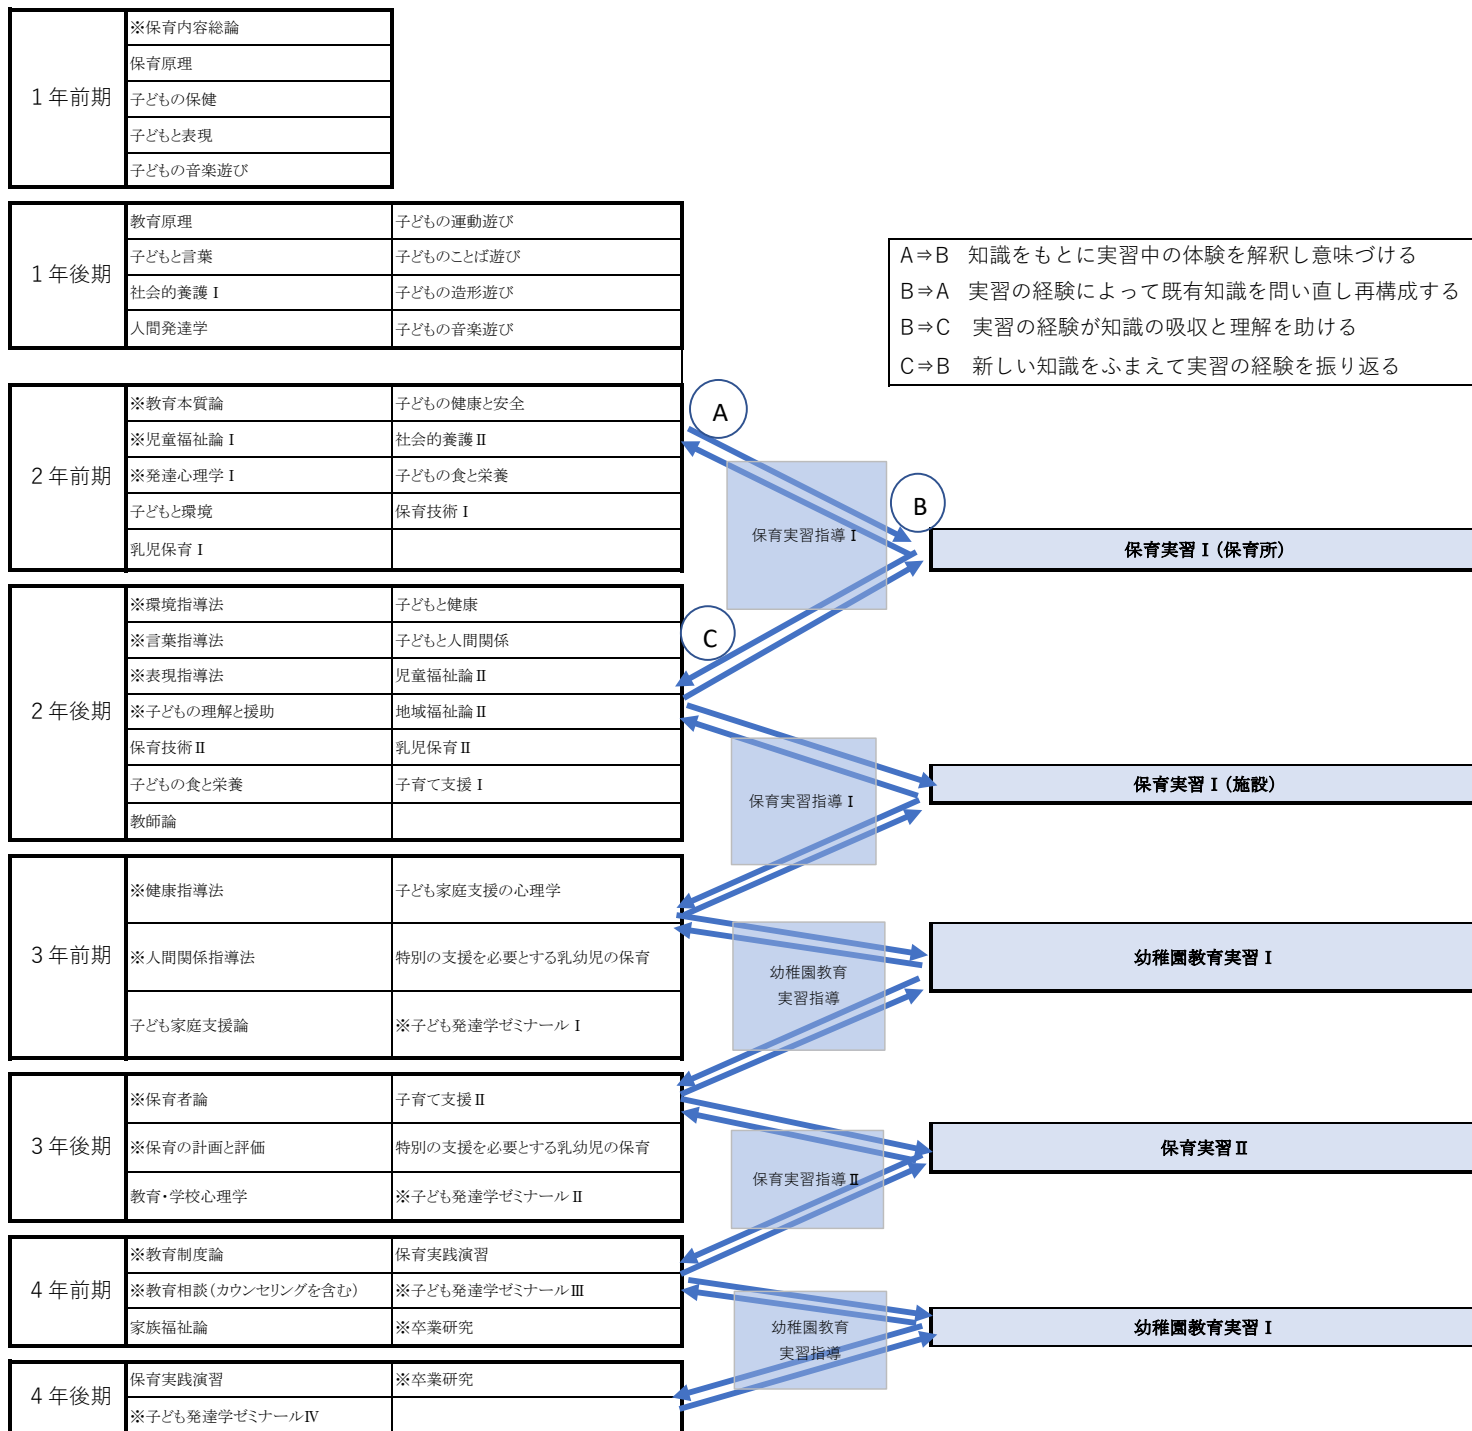 1年前期
※保育内容総論
保育原理
子どもの保健
子どもと表現
子どもの音楽遊び
1年後期
教育原理 子どもの運動遊び
子どもと言葉 子どものことば遊び
社会的養護Ⅰ 子どもの造形遊び
人間発達学 子どもの音楽遊び
A⇒B 知識をもとに実習中の体験を解釈し意味づける
B⇒A 実習の経験によって既有知識を問い直し再構成する
B⇒C 実習の経験が知識の吸収と理解を助ける
C⇒B 新しい知識をふまえて実習の経験を振り返る
2年前期
※教育本質論 子どもの健康と安全
※児童福祉論Ⅰ 社会的養護Ⅱ
※発達心理学Ⅰ 子どもの食と栄養
子どもと環境 保育技術Ⅰ
乳児保育Ⅰ
A
B
保育実習指導Ⅰ
保育実習Ⅰ(保育所)
2年後期
※環境指導法 子どもと健康
※言葉指導法 子どもと人間関係
※表現指導法 児童福祉論Ⅱ
※子どもの理解と援助 地域福祉論Ⅱ
保育技術Ⅱ 乳児保育Ⅱ
子どもの食と栄養 子育て支援Ⅰ
教師論
C
保育実習指導Ⅰ
保育実習Ⅰ(施設)
3年前期
※健康指導法 子ども家庭支援の心理学
※人間関係指導法 特別の支援を必要とする乳幼児の保育
子ども家庭支援論 ※子ども発達学ゼミナールⅠ
幼稚園教育
実習指導
幼稚園教育実習Ⅰ
3年後期
※保育者論 子育て支援Ⅱ
※保育の計画と評価 特別の支援を必要とする乳幼児の保育
教育・学校心理学 ※子ども発達学ゼミナールⅡ
保育実習指導Ⅱ
保育実習Ⅱ
4年前期
※教育制度論 保育実践演習
※教育相談(カウンセリングを含む) ※子ども発達学ゼミナールⅢ
家族福祉論 ※卒業研究
幼稚園教育
実習指導
幼稚園教育実習Ⅰ
4年後期
保育実践演習 ※卒業研究
※子ども発達学ゼミナールⅣ